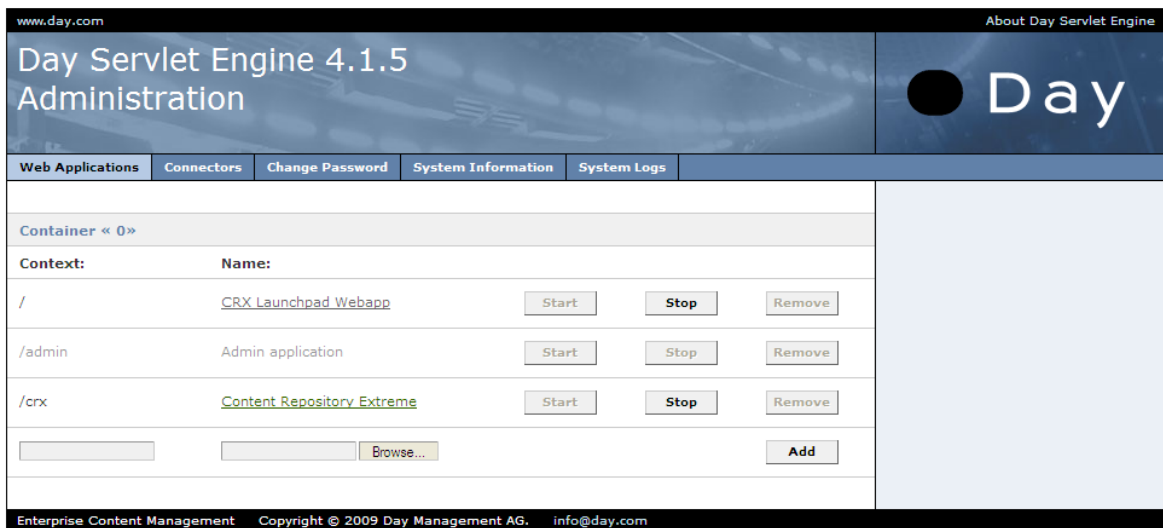 www.day.com About Day Servlet Engine
Day Servlet Engine 4.1.5
Administration
Day
Web Applications Connectors Change Password System Information System Logs
Container « 0»
Context: Name:
/ CRX Launchpad Webapp Start Stop Remove
/admin Admin application Start Stop Remove
/crx Content Repository Extreme Start Stop Remove
Browse... Add
Enterprise Content Management Copyright © 2009 Day Management AG. info@day.com